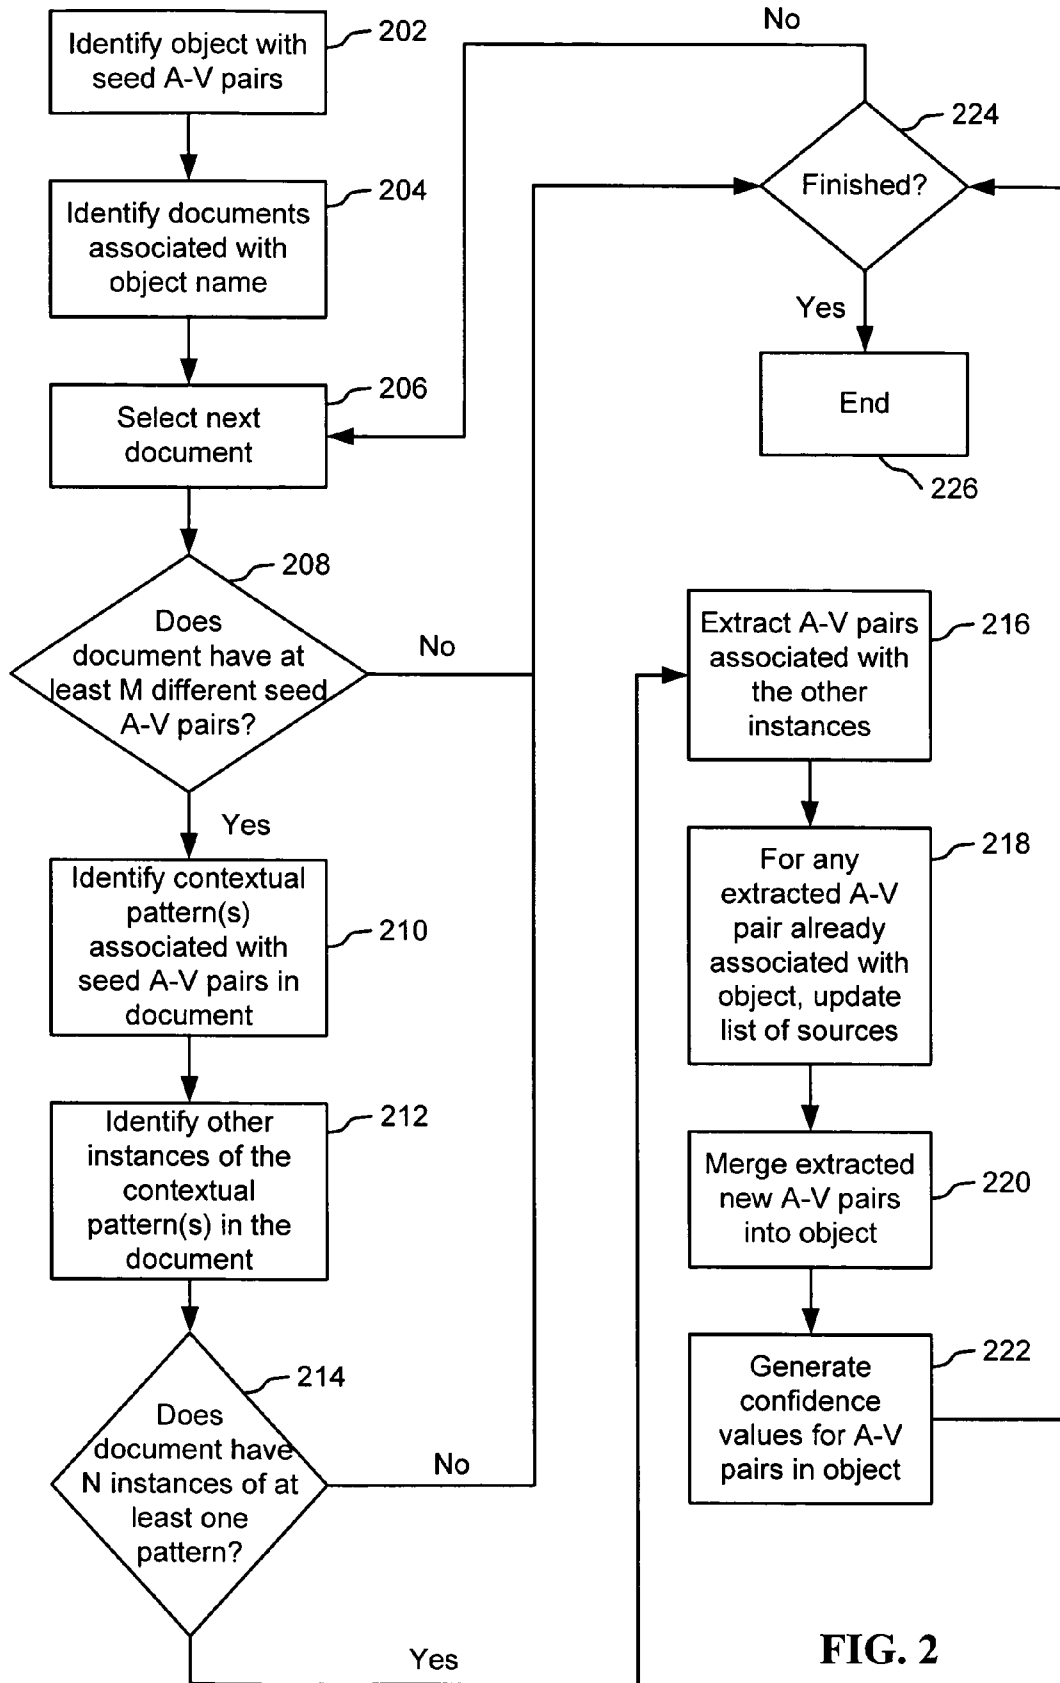 Identify object with
seed A-V pairs
202
Identify documents
associated with
object name
204
Select next
document
206
Does
document have at
least M different seed
A-V pairs?
208
No
Yes
Identify contextual
pattern(s)
associated with
seed A-V pairs in
document
210
Identify other
instances of the
contextual
pattern(s) in the
document
212
Does
document have
N instances of at
least one
pattern?
214
No
Yes
Extract A-V pairs
associated with
the other
instances
216
For any
extracted A-V
pair already
associated with
object, update
list of sources
218
Merge extracted
new A-V pairs
into object
220
Generate
confidence
values for A-V
pairs in object
222
Finished?
224
No
Yes
End
226
FIG. 2